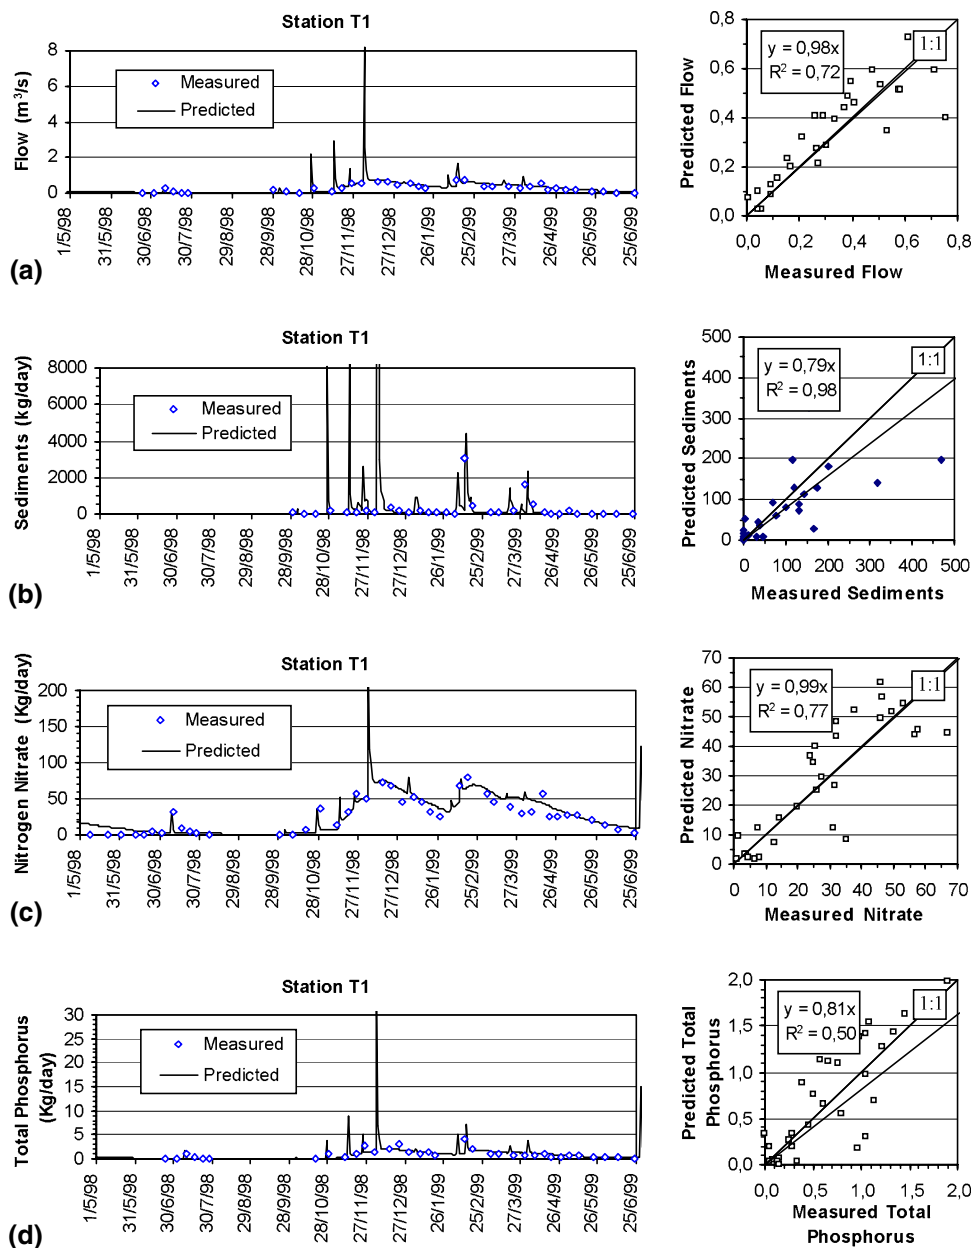 Station T1
8
6
4
2
0
Flow (m³/s)
Measured
Predicted
1/5/98
31/5/98
30/6/98
30/7/98
29/8/98
28/9/98
28/10/98
27/11/98
27/12/98
26/1/99
25/2/99
27/3/99
26/4/99
26/5/99
25/6/99
(a)
0,8
0,6
0,4
0,2
0,0
Predicted Flow
y = 0,98x
R² = 0,72
1:1
0,0 0,2 0,4 0,6 0,8
Measured Flow
Station T1
8000
6000
4000
2000
0
Sediments (kg/day)
Measured
Predicted
1/5/98
31/5/98
30/6/98
30/7/98
29/8/98
28/9/98
28/10/98
27/11/98
27/12/98
26/1/99
25/2/99
27/3/99
26/4/99
26/5/99
25/6/99
(b)
500
400
300
200
100
0
Predicted Sediments
y = 0,79x
R² = 0,98
1:1
0 100 200 300 400 500
Measured Sediments
Station T1
200
150
100
50
0
Nitrogen Nitrate (Kg/day)
Measured
Predicted
1/5/98
31/5/98
30/6/98
30/7/98
29/8/98
28/9/98
28/10/98
27/11/98
27/12/98
26/1/99
25/2/99
27/3/99
26/4/99
26/5/99
25/6/99
(c)
70
60
50
40
30
20
10
0
Predicted Nitrate
y = 0,99x
R² = 0,77
1:1
0 10 20 30 40 50 60 70
Measured Nitrate
Station T1
30
25
20
15
10
5
0
Total Phosphorus
(Kg/day)
Measured
Predicted
1/5/98
31/5/98
30/6/98
30/7/98
29/8/98
28/9/98
28/10/98
27/11/98
27/12/98
26/1/99
25/2/99
27/3/99
26/4/99
26/5/99
25/6/99
(d)
2,0
1,5
1,0
0,5
0,0
Predicted Total
Phosphorus
y = 0,81x
R² = 0,50
1:1
0,0 0,5 1,0 1,5 2,0
Measured Total
Phosphorus